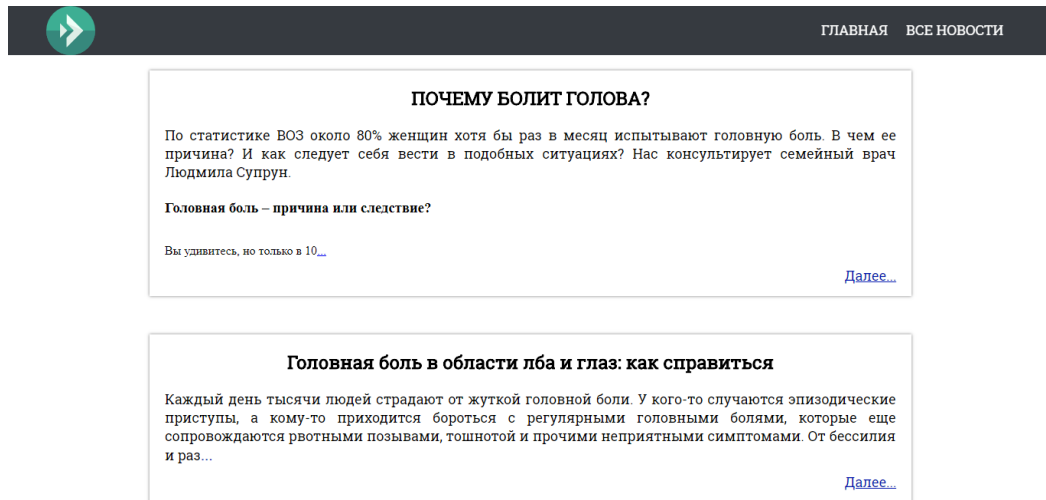 ГЛАВНАЯ ВСЕ НОВОСТИ
ПОЧЕМУ БОЛИТ ГОЛОВА?
По статистике ВОЗ около 80% женщин хотя бы раз в месяц испытывают головную боль. В чем ее
причина? И как следует себя вести в подобных ситуациях? Нас консультирует семейный врач
Людмила Супрун.
Головная боль – причина или следствие?
Вы удивитесь, но только в 10...
Далее...
Головная боль в области лба и глаз: как справиться
Каждый день тысячи людей страдают от жуткой головной боли. У кого-то случаются эпизодические
приступы, а кому-то приходится бороться с регулярными головными болями, которые еще
сопровождаются рвотными позывами, тошнотой и прочими неприятными симптомами. От бессилия
и раз...
Далее...